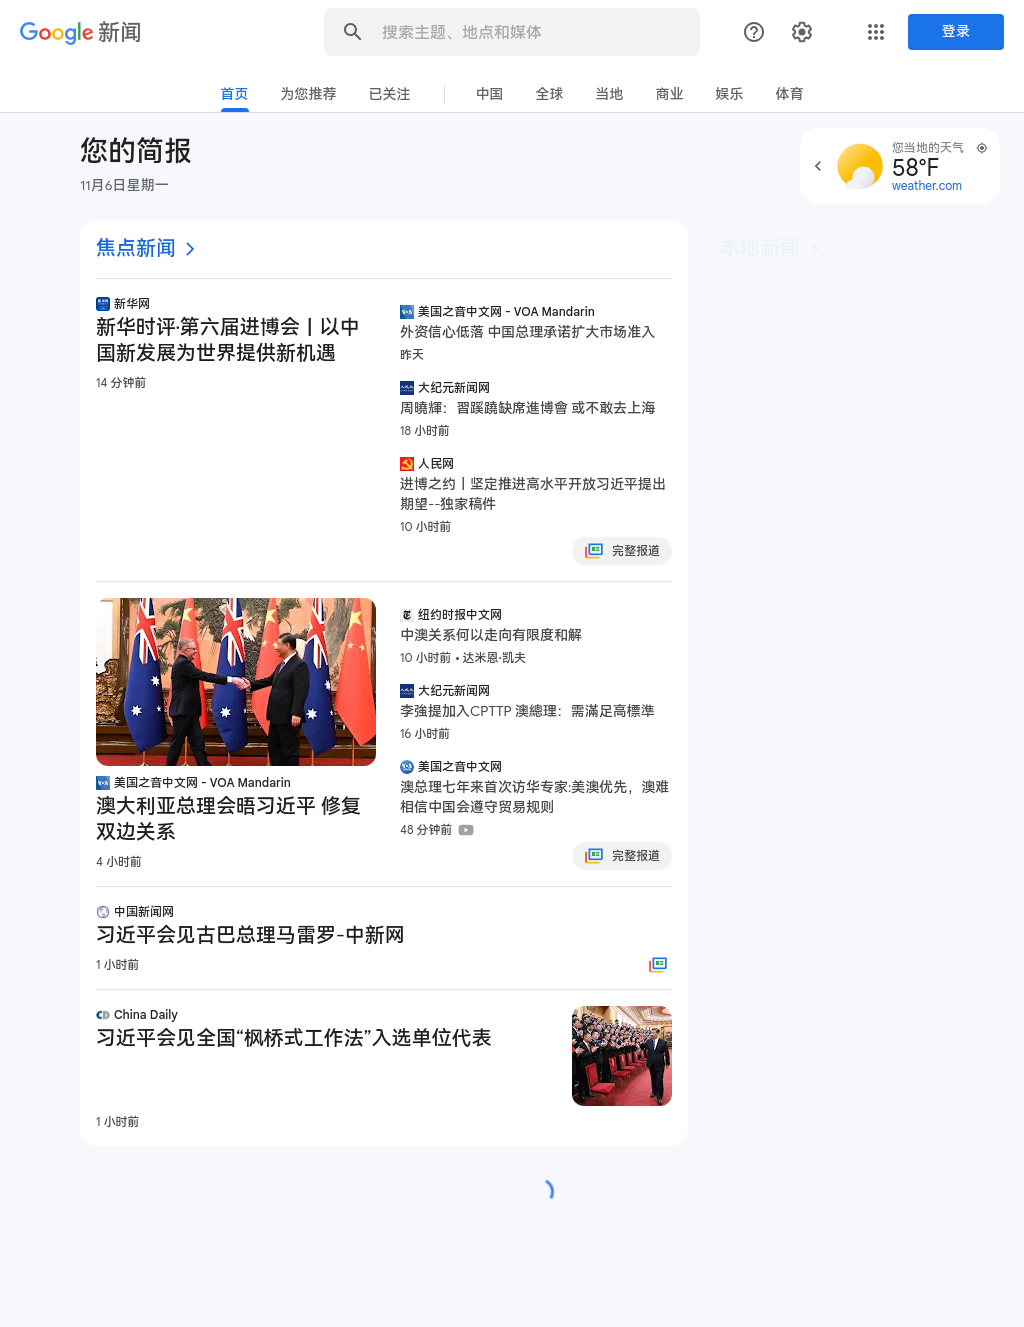 Google 新闻
搜索主题、地点和媒体
登录
首页 为您推荐 已关注 中国 全球 当地 商业 娱乐 体育
您的简报
11月6日星期一
您当地的天气
58°F
weather.com
焦点新闻
本地新闻
新华网
新华时评·第六届进博会丨以中
国新发展为世界提供新机遇
14 分钟前
美国之音中文网 - VOA Mandarin
外资信心低落 中国总理承诺扩大市场准入
昨天
大纪元新闻网
周曉輝：習蹊蹺缺席進博會 或不敢去上海
18 小时前
人民网
进博之约丨坚定推进高水平开放习近平提出
期望--独家稿件
10 小时前
完整报道
美国之音中文网 - VOA Mandarin
澳大利亚总理会晤习近平 修复
双边关系
4 小时前
纽约时报中文网
中澳关系何以走向有限度和解
10 小时前 • 达米恩·凯夫
大纪元新闻网
李強提加入CPTTP 澳總理：需滿足高標準
16 小时前
美国之音中文网
澳总理七年来首次访华专家:美澳优先，澳难
相信中国会遵守贸易规则
48 分钟前
完整报道
中国新闻网
习近平会见古巴总理马雷罗-中新网
1 小时前
China Daily
习近平会见全国“枫桥式工作法”入选单位代表
1 小时前